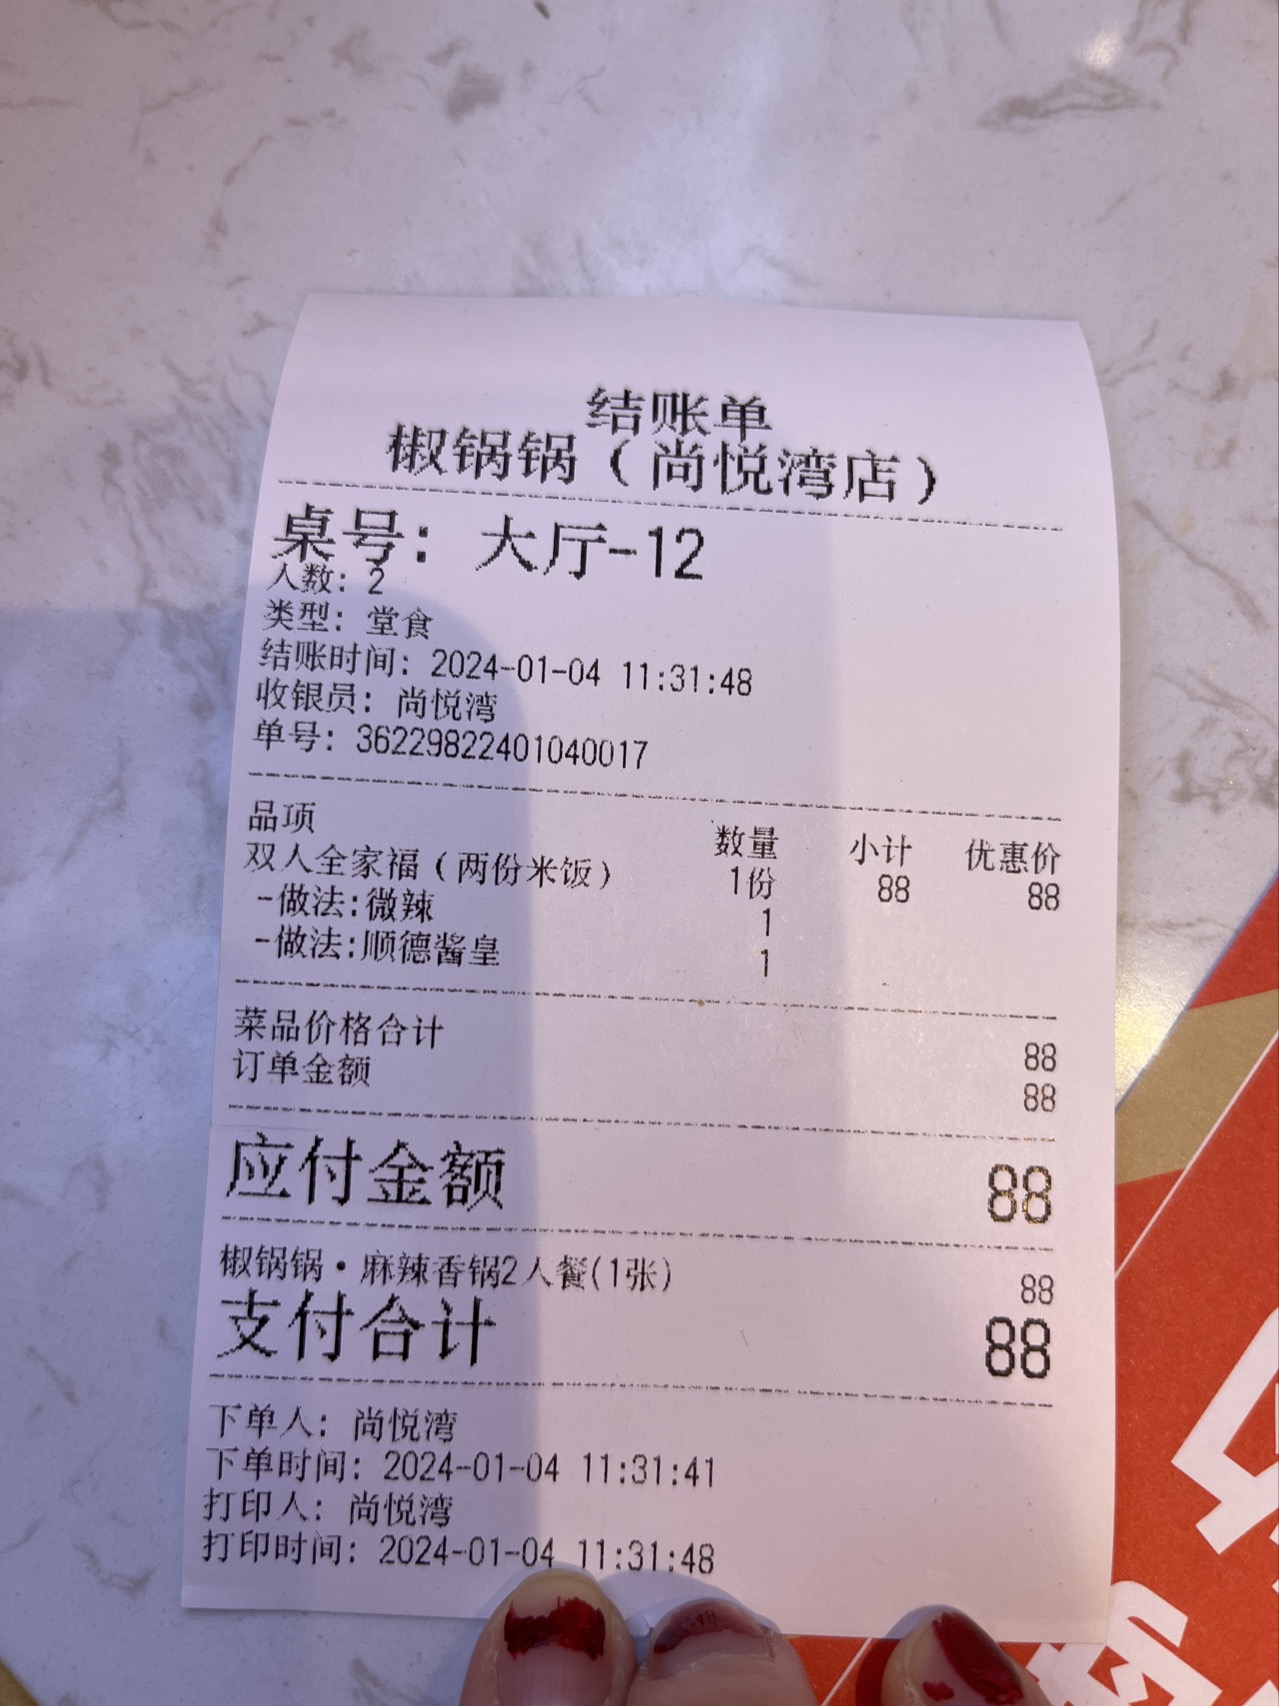 结账单
椒锅锅（尚悦湾店）
桌号： 大厅-12
人数: 2
类型: 堂食
结账时间: 2024-01-04 11:31:48
收银员: 尚悦湾
单号: 36229822401040017
品项 数量 小计 优惠价
双人全家福（两份米饭） 1份 88 88
-做法:微辣 1
-做法:顺德酱皇 1
菜品价格合计 88
订单金额 88
应付金额 88
椒锅锅·麻辣香锅2人餐(1张) 88
支付合计 88
下单人: 尚悦湾
下单时间: 2024-01-04 11:31:41
打印人: 尚悦湾
打印时间: 2024-01-04 11:31:48